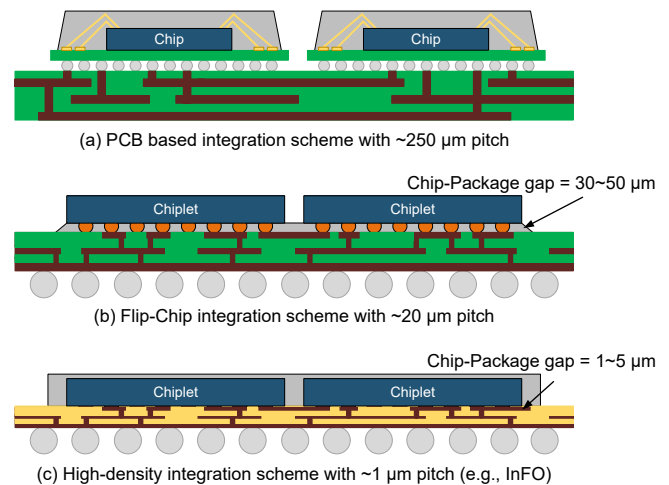 Chip
Chip
(a) PCB based integration scheme with ~250 μm pitch
Chip-Package gap = 30~50 μm
Chiplet
Chiplet
(b) Flip-Chip integration scheme with ~20 μm pitch
Chip-Package gap = 1~5 μm
Chiplet
Chiplet
(c) High-density integration scheme with ~1 μm pitch (e.g., InFO)